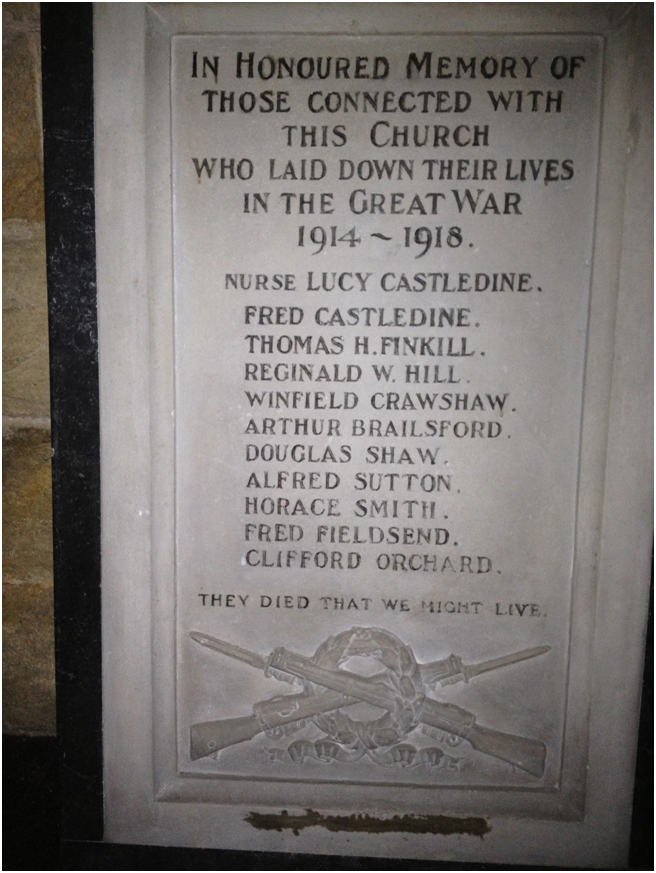 IN HONOURED MEMORY OF
THOSE CONNECTED WITH
THIS CHURCH
WHO LAID DOWN THEIR LIVES
IN THE GREAT WAR
1914 ~ 1918.
NURSE LUCY CASTLEDINE.
FRED CASTLEDINE.
THOMAS H. FINKILL.
REGINALD W. HILL.
WINFIELD CRAWSHAW.
ARTHUR BRAILSFORD.
DOUGLAS SHAW.
ALFRED SUTTON.
HORACE SMITH.
FRED FIELDSEND.
CLIFFORD ORCHARD.
THEY DIED THAT WE MIGHT LIVE.